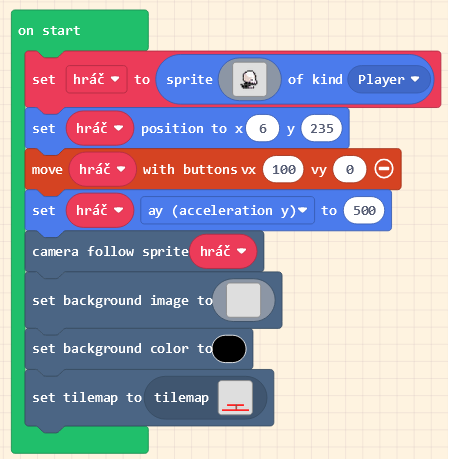 on start
set hráč to sprite of kind Player
set hráč position to x 6 y 235
move hráč with buttons vx 100 vy 0
set hráč ay (acceleration y) to 500
camera follow sprite hráč
set background image to
set background color to
set tilemap to tilemap